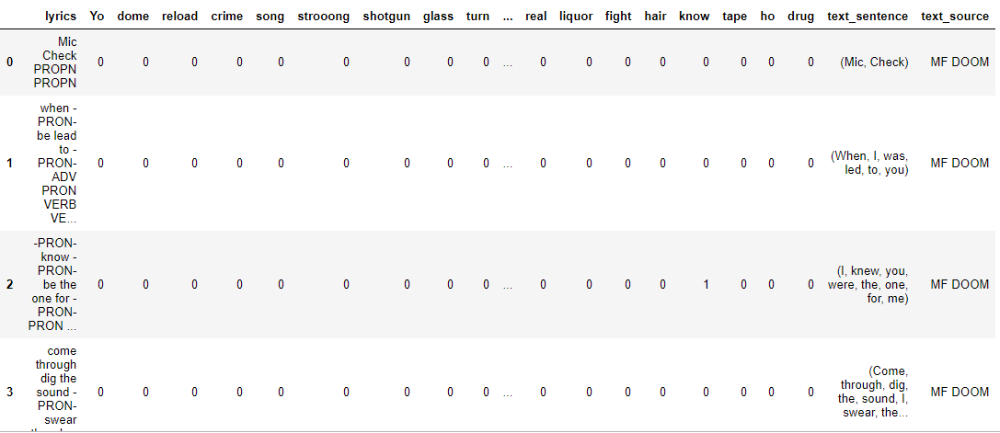 lyrics Yo dome reload crime song strooong shotgun glass turn ... real liquor fight hair know tape ho drug text_sentence text_source
Mic
Check
PROPN
PROPN
0 0 0 0 0 0 0 0 0 0 ... 0 0 0 0 0 0 0 0 (Mic, Check) MF DOOM
when -
PRON-
be lead
to -
PRON-
ADV
PRON
VERB
VE...
1 0 0 0 0 0 0 0 0 0 ... 0 0 0 0 0 0 0 0 (When, I, was,
led, to, you) MF DOOM
-PRON-
know -
PRON-
be the
one for -
PRON-
PRON ...
2 0 0 0 0 0 0 0 0 0 ... 0 0 0 0 1 0 0 0 (I, knew, you,
were, the, one,
for, me) MF DOOM
come
through
dig the
sound -
PRON-
swear
3 0 0 0 0 0 0 0 0 0 ... 0 0 0 0 0 0 0 0 (Come,
through, dig,
the, sound, I,
swear, the... MF DOOM